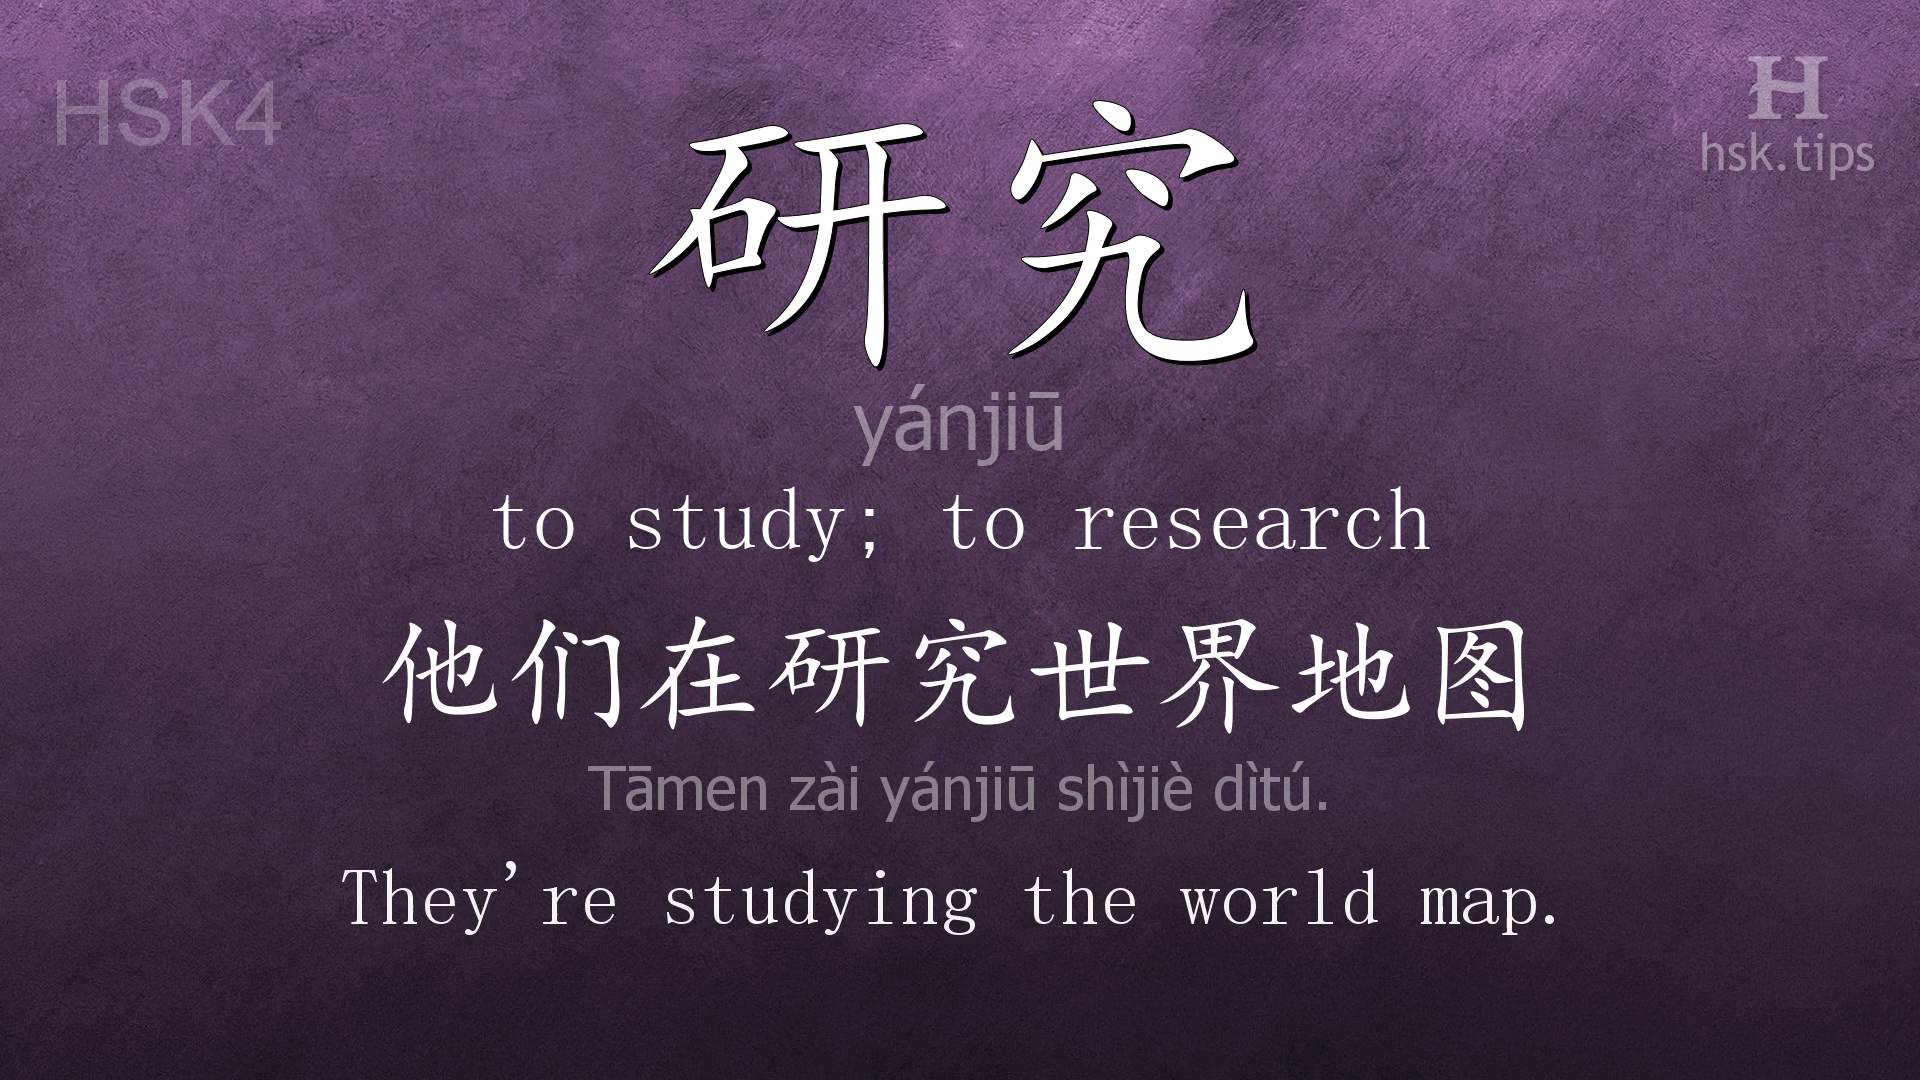 HSK4
H
hsk.tips
研究
yánjiū
to study; to research
他们在研究世界地图
Tāmen zài yánjiū shìjiè dìtú.
They're studying the world map.